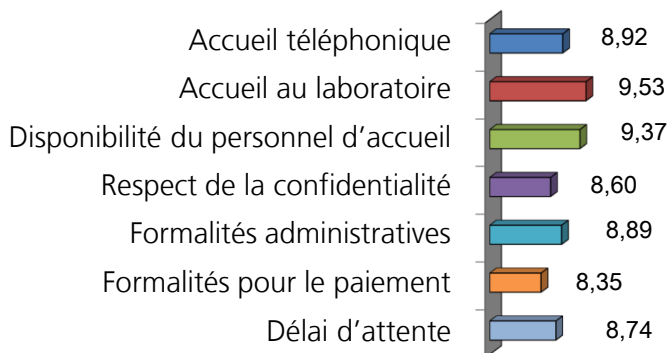 Accueil téléphonique 8,92
Accueil au laboratoire 9,53
Disponibilité du personnel d’accueil 9,37
Respect de la confidentialité 8,60
Formalités administratives 8,89
Formalités pour le paiement 8,35
Délai d’attente 8,74